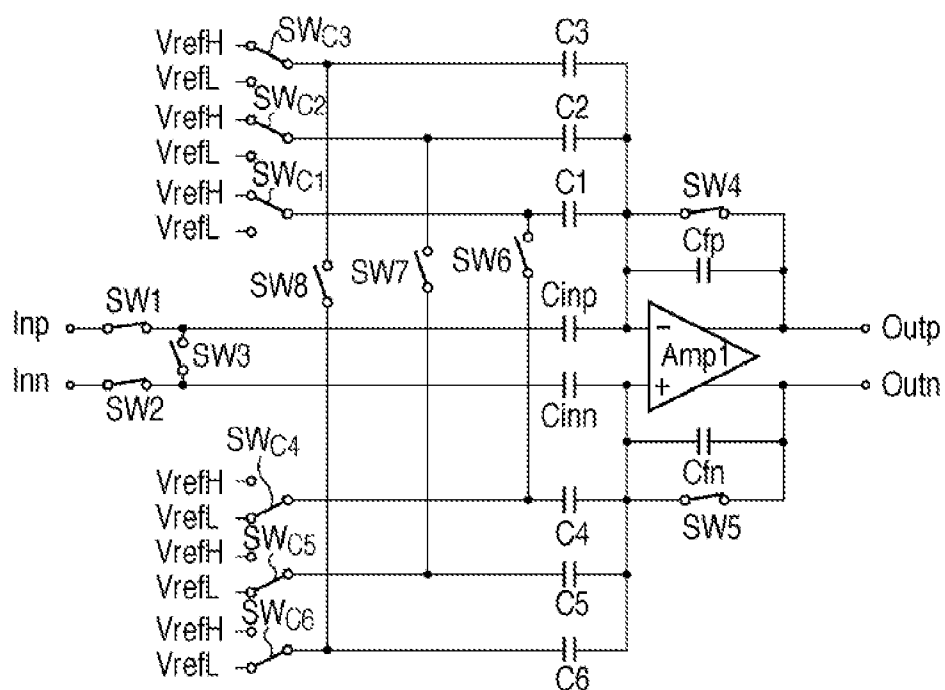 VrefH
SWC3
C3
VrefL
VrefH
SWC2
C2
VrefL
VrefH
SWC1
C1
SW4
VrefL
Cfp
SW8
SW7
SW6
Cinp
SW1
Inp
SW3
Amp1
−
+
Outp
Inn
SW2
Cinn
Outn
SWC4
VrefH
Cfn
VrefL
C4
SW5
VrefH
SWC5
VrefL
C5
VrefH
SWC6
VrefL
C6